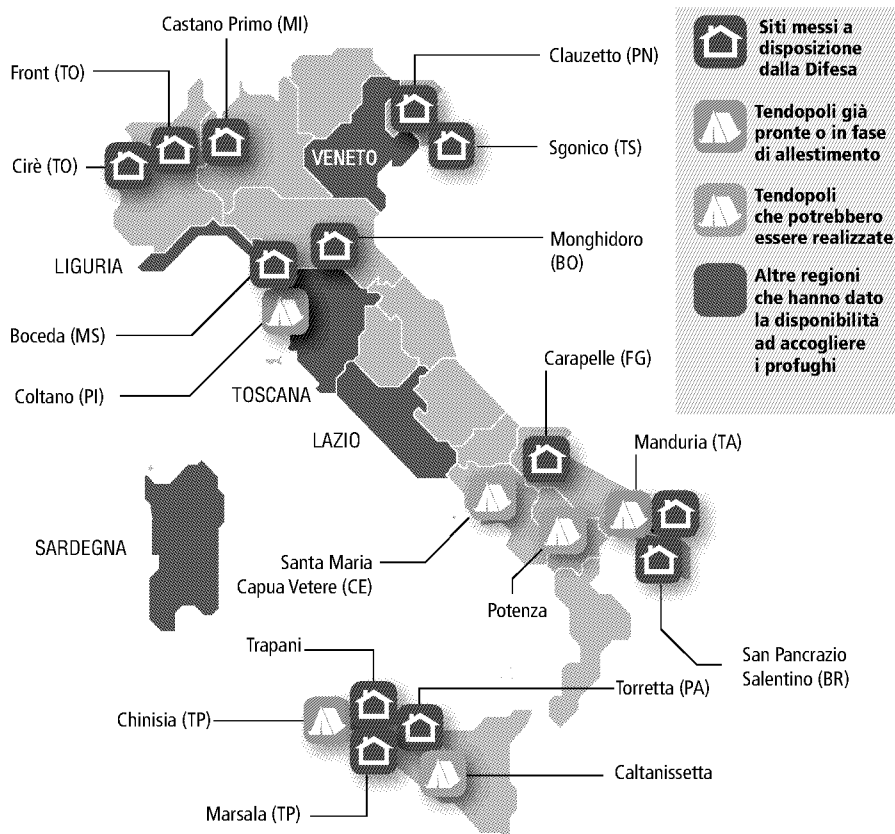 Castano Primo (MI)
Front (TO)
Cirè (TO)
Clauzetto (PN)
Sgonico (TS)
VENETO
Monghidoro
(BO)
LIGURIA
Boceda (MS)
Coltano (PI)
TOSCANA
LAZIO
Carapelle (FG)
Manduria (TA)
SARDEGNA
Santa Maria
Capua Vetere (CE)
Potenza
San Pancrazio
Salentino (BR)
Trapani
Torretta (PA)
Chinisia (TP)
Caltanissetta
Marsala (TP)
Siti messi a
disposizione
dalla Difesa
Tendopoli già
pronte o in fase
di allestimento
Tendopoli
che potrebbero
essere realizzate
Altre regioni
che hanno dato
la disponibilità
ad accogliere
i profughi